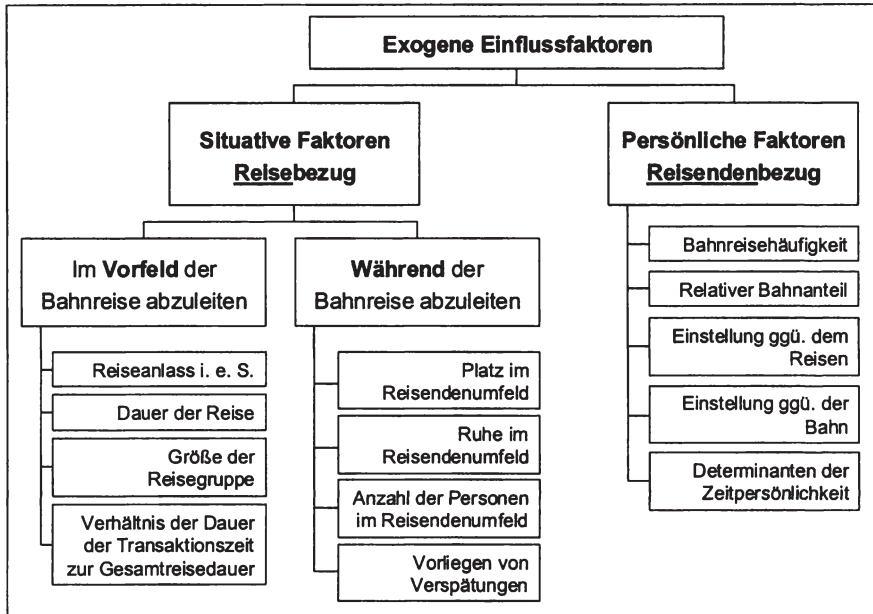 Exogene Einflussfaktoren
Situative Faktoren
Reisebezug
Persönliche Faktoren
Reisendenbezug
Im Vorfeld der
Bahnreise abzuleiten
Reiseanlass i. e. S.
Dauer der Reise
Größe der
Reisegruppe
Verhältnis der Dauer
der Transaktionszeit
zur Gesamtreisedauer
Während der
Bahnreise abzuleiten
Platz im
Reisendenumfeld
Ruhe im
Reisendenumfeld
Anzahl der Personen
im Reisendenumfeld
Vorliegen von
Verspätungen
Bahnreisehäufigkeit
Relativer Bahnanteil
Einstellung ggü. dem
Reisen
Einstellung ggü. der
Bahn
Determinanten der
Zeitpersönlichkeit